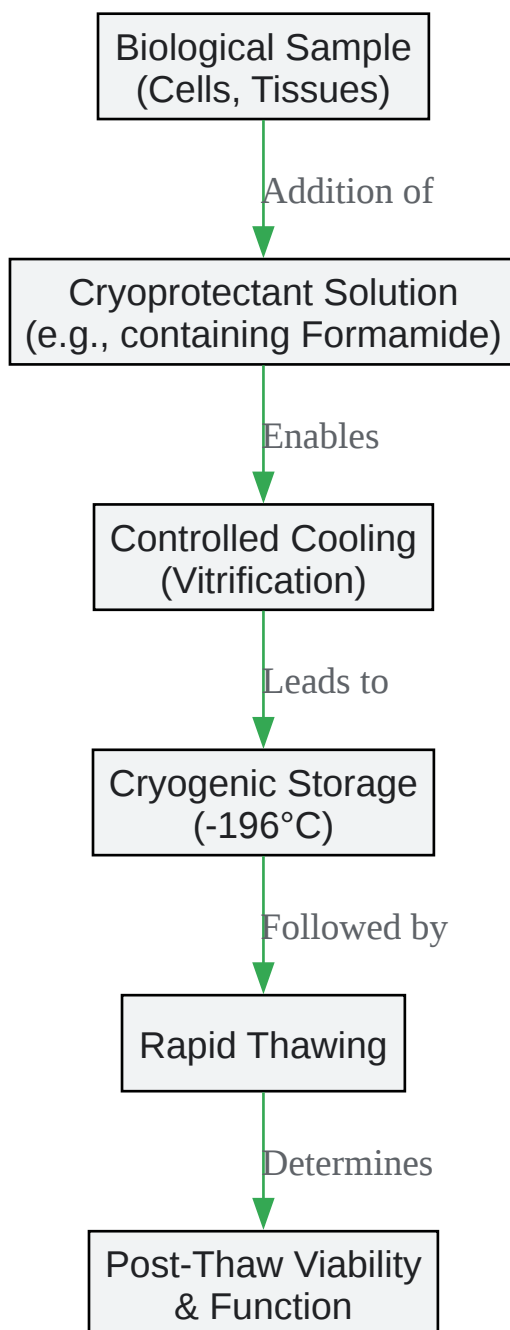 Biological Sample
(Cells, Tissues)
Addition of
Cryoprotectant Solution
(e.g., containing Formamide)
Enables
Controlled Cooling
(Vitrification)
Leads to
Cryogenic Storage
(-196°C)
Followed by
Rapid Thawing
Determines
Post-Thaw Viability
& Function